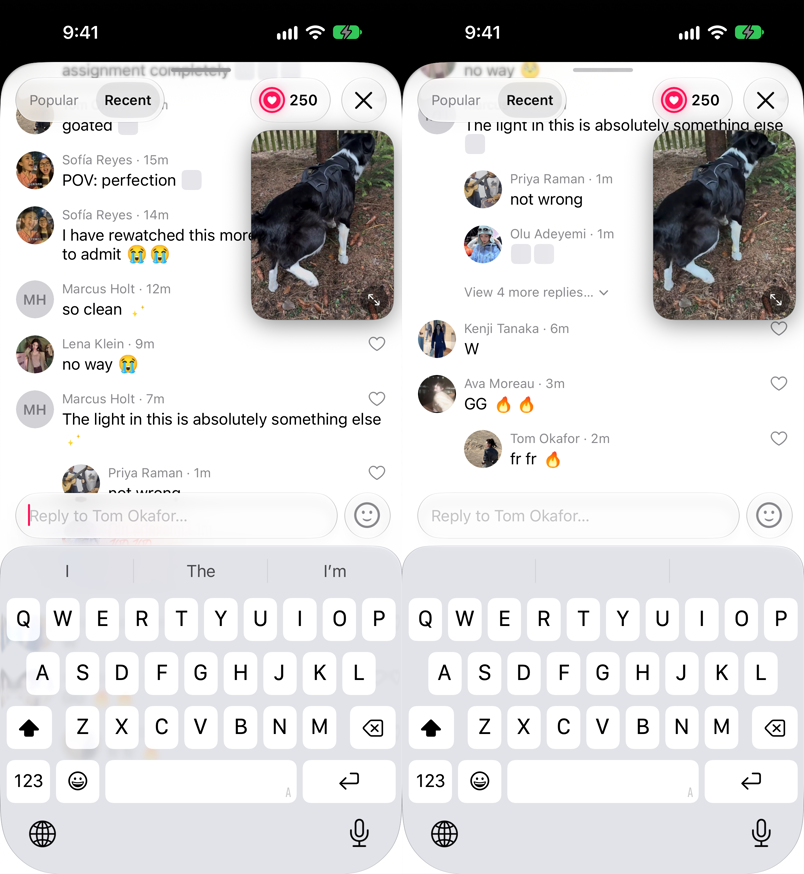 9:41
assignment completely
Popular
Recent
250
goated
Sofía Reyes · 15m
POV: perfection
Sofía Reyes · 14m
I have rewatched this more
to admit 😭😭
MH
Marcus Holt · 12m
so clean ✨
Lena Klein · 9m
no way 😭
MH
Marcus Holt · 7m
The light in this is absolutely something else
✨
Priya Raman · 1m
not wrong
Reply to Tom Okafor...
I
The
I'm
Q W E R T Y U I O P
A S D F G H J K L
Z X C V B N M
123
A
9:41
no way
Popular
Recent
250
The light in this is absolutely something else
Priya Raman · 1m
not wrong
Olu Adeyemi · 1m
View 4 more replies...
Kenji Tanaka · 6m
W
Ava Moreau · 3m
GG 🔥🔥
Tom Okafor · 2m
fr fr 🔥
Reply to Tom Okafor...
Q W E R T Y U I O P
A S D F G H J K L
Z X C V B N M
123
A